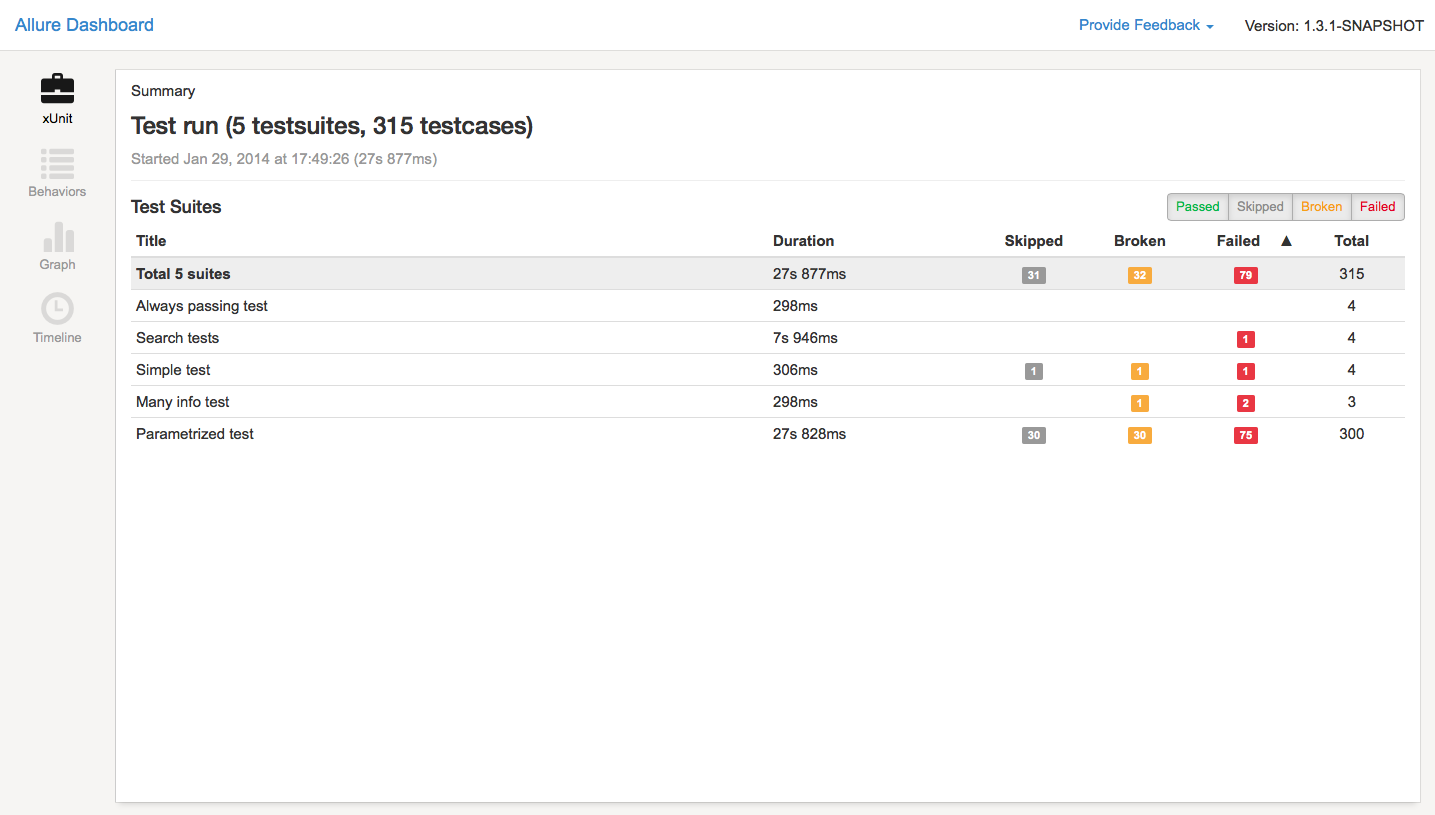 Allure Dashboard Provide Feedback Version: 1.3.1-SNAPSHOT
xUnit
Behaviors
Graph
Timeline
Summary
Test run (5 testsuites, 315 testcases)
Started Jan 29, 2014 at 17:49:26 (27s 877ms)
Test Suites Passed Skipped Broken Failed
Title Duration Skipped Broken Failed ▲ Total
Total 5 suites 27s 877ms 31 32 79 315
Always passing test 298ms 4
Search tests 7s 946ms 1 4
Simple test 306ms 1 1 1 4
Many info test 298ms 1 2 3
Parametrized test 27s 828ms 30 30 75 300